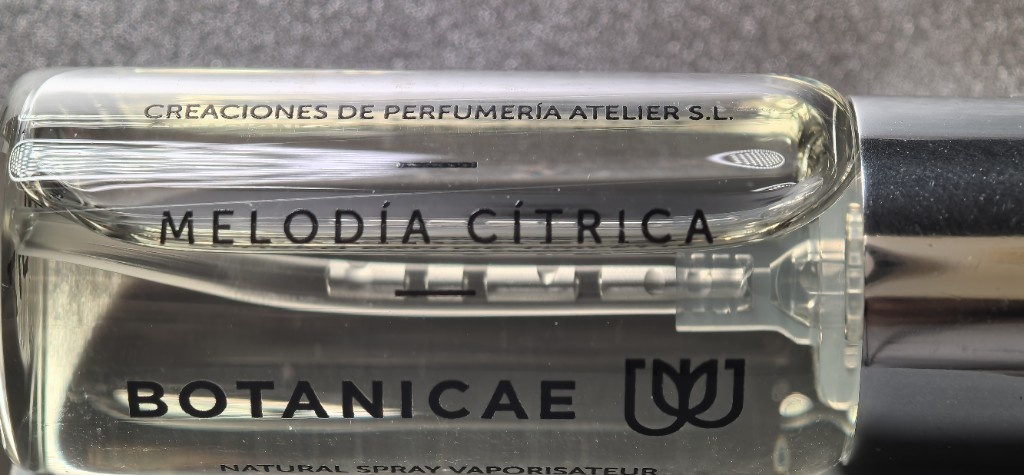 CREACIONES DE PERFUMERÍA ATELIER S.L.
MELODÍA CÍTRICA
BOTANICAE
NATURAL SPRAY VAPORISATEUR